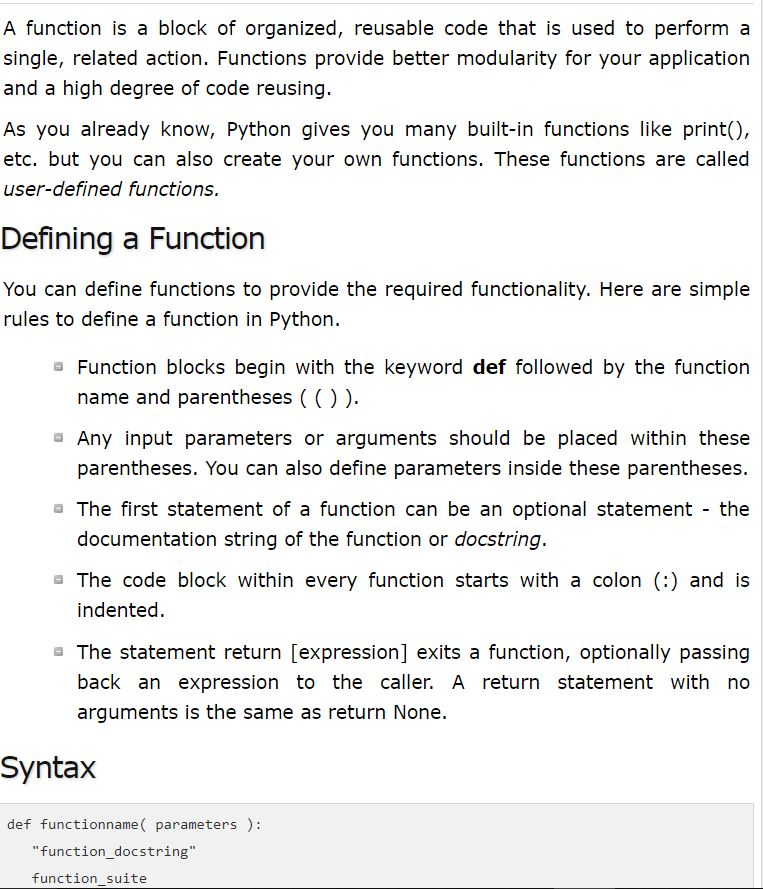 A function is a block of organized, reusable code that is used to perform a
single, related action. Functions provide better modularity for your application
and a high degree of code reusing.
As you already know, Python gives you many built-in functions like print(),
etc. but you can also create your own functions. These functions are called
user-defined functions.
Defining a Function
You can define functions to provide the required functionality. Here are simple
rules to define a function in Python.
Function blocks begin with the keyword def followed by the function
name and parentheses ( ( ) ).
Any input parameters or arguments should be placed within these
parentheses. You can also define parameters inside these parentheses.
The first statement of a function can be an optional statement - the
documentation string of the function or docstring.
The code block within every function starts with a colon (:) and is
indented.
The statement return [expression] exits a function, optionally passing
back an expression to the caller. A return statement with no
arguments is the same as return None.
Syntax
def functionname( parameters ):
   "function_docstring"
   function_suite